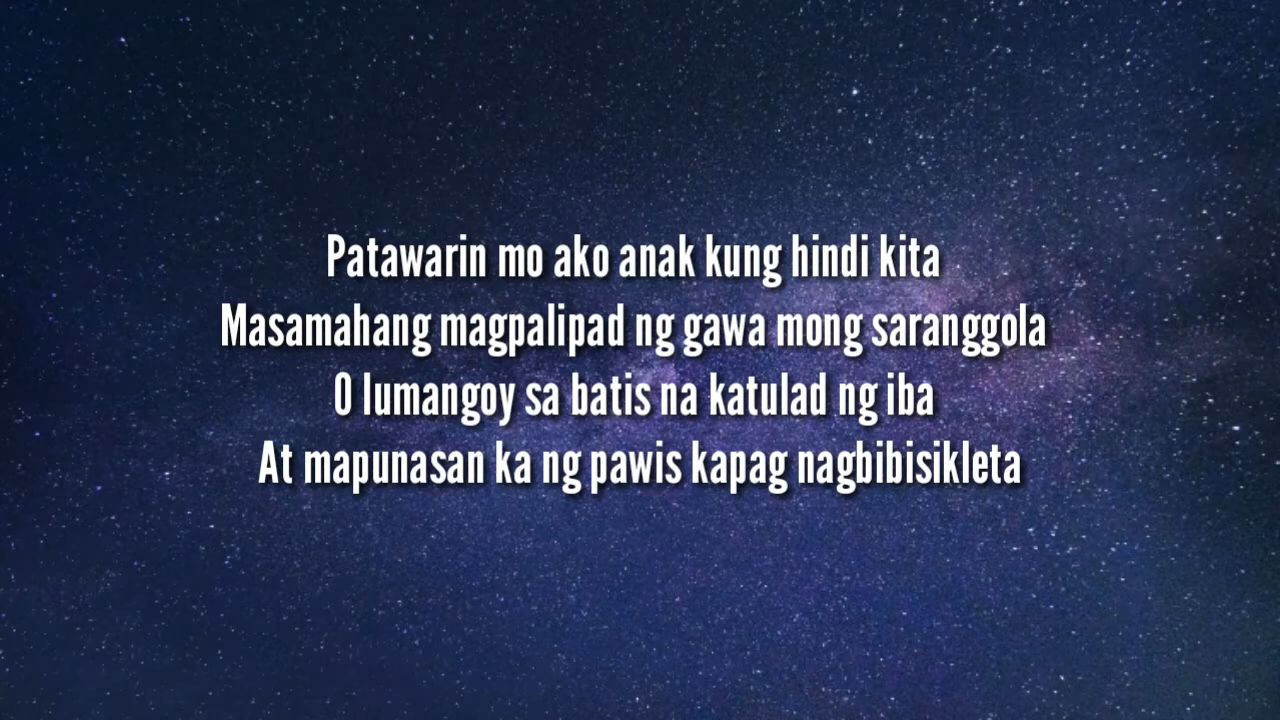 Patawarin mo ako anak kung hindi kita
Masamahang magpalipad ng gawa mong saranggola
O lumangoy sa batis na katulad ng iba
At mapunasan ka ng pawis kapag nagbibisikleta